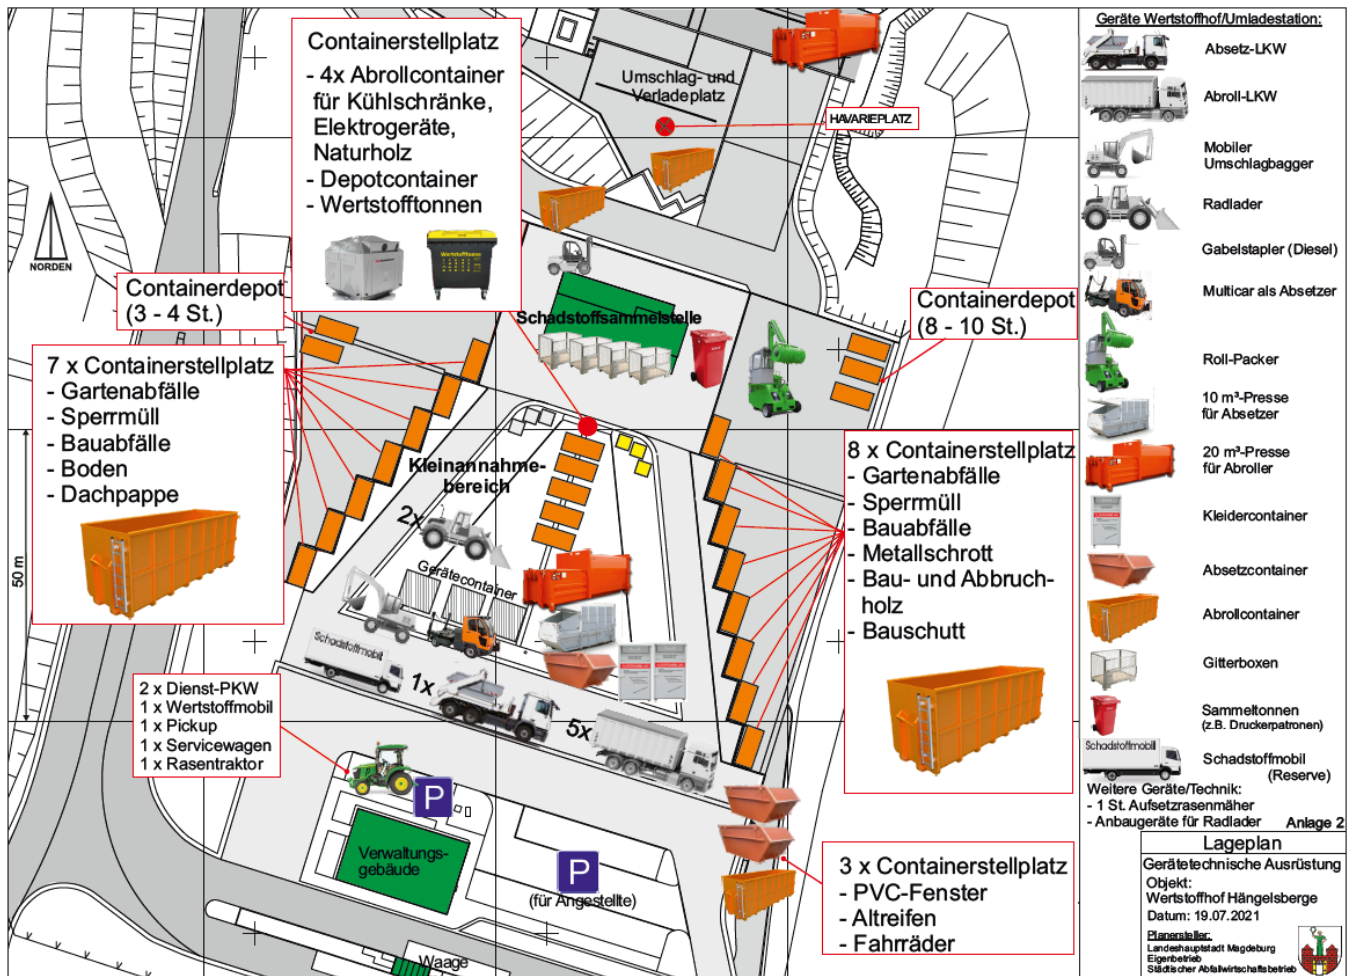 Containerstellplatz
- 4x Abrollcontainer
für Kühlschränke,
Elektrogeräte,
Naturholz
- Depotcontainer
- Wertstofftonnen
Wertstofftonne
Umschlag- und
Verladeplatz
HAVARIEPLATZ
NORDEN
Containerdepot
(3 - 4 St.)
7 x Containerstellplatz
- Gartenabfälle
- Sperrmüll
- Bauabfälle
- Boden
- Dachpappe
50 m
Schadstoffsammelstelle
Containerdepot
(8 - 10 St.)
Kleinannahme-
bereich
2x
Gerätecontainer
8 x Containerstellplatz
- Gartenabfälle
- Sperrmüll
- Bauabfälle
- Metallschrott
- Bau- und Abbruch-
holz
- Bauschutt
Schadstoffmobil
1x
5x
2 x Dienst-PKW
1 x Wertstoffmobil
1 x Pickup
1 x Servicewagen
1 x Rasentraktor
P
Verwaltungs-
gebäude
P
(für Angestellte)
Waage
3 x Containerstellplatz
- PVC-Fenster
- Altreifen
- Fahrräder
Geräte Wertstoffhof/Umladestation:
Absetz-LKW
Abroll-LKW
Mobiler
Umschlagbagger
Radlader
Gabelstapler (Diesel)
Multicar als Absetzer
Roll-Packer
10 m³-Presse
für Absetzer
20 m³-Presse
für Abroller
Kleidercontainer
Absetzcontainer
Abrollcontainer
Gitterboxen
Sammeltonnen
(z.B. Druckerpatronen)
Schadstoffmobil
Schadstoffmobil
(Reserve)
Weitere Geräte/Technik:
- 1 St. Aufsetzrasenmäher
- Anbaugeräte für Radlader
Anlage 2
Lageplan
Gerätetechnische Ausrüstung
Objekt:
Wertstoffhof Hängelsberge
Datum: 19.07.2021
Planersteller:
Landeshauptstadt Magdeburg
Eigenbetrieb
Städtischer Abfallwirtschaftsbetrieb